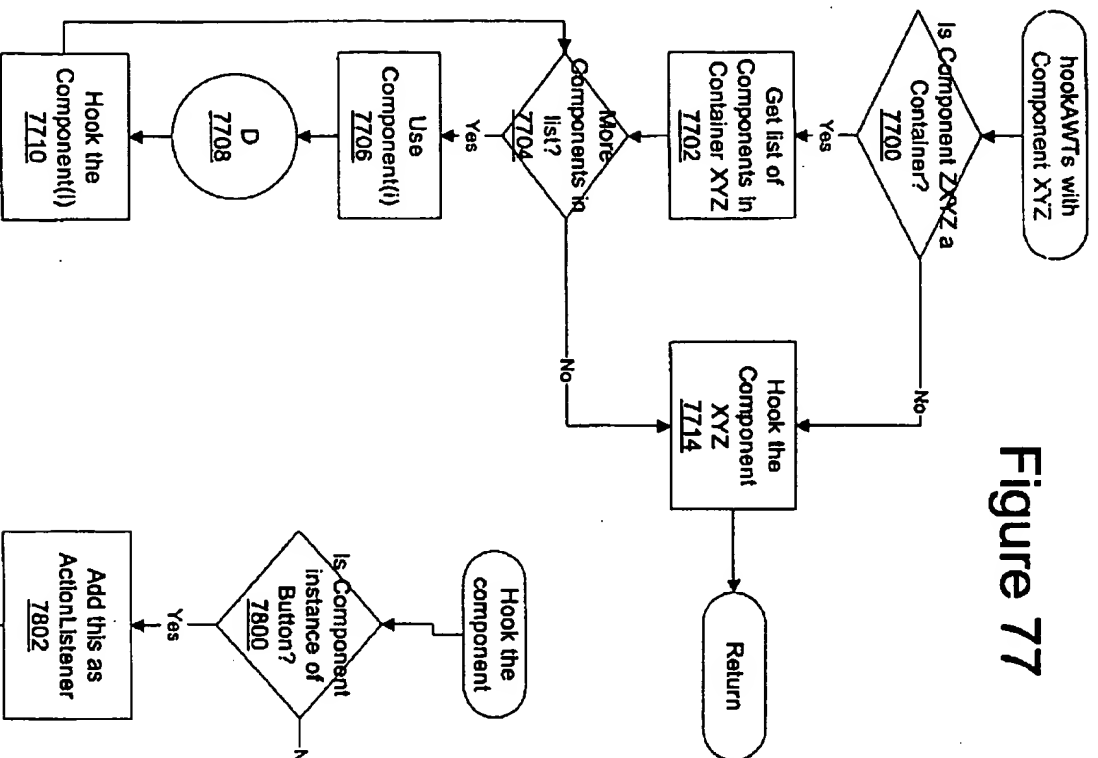 Figure 77
hookAWTs with
Component XYZ
Is Component ZXYZ a
Container?
7700
Yes
No
Get list of
Components in
Container XYZ
7702
More
Components in
list?
7704
Yes
No
Use
Component(i)
7706
D
7708
Hook the
Component(I)
7710
Hook the
Component
XYZ
7714
Return
Hook the
component
Is Component
instance of
Button?
7800
Yes
Add this as
ActionListener
7802